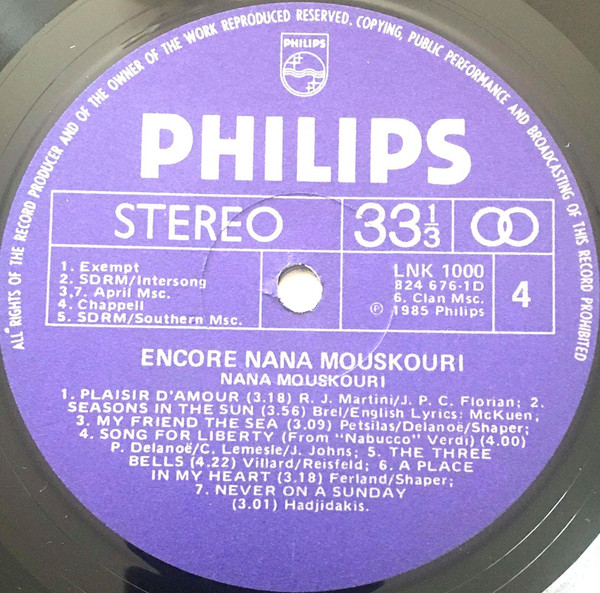 ALL RIGHTS OF THE RECORD PRODUCER AND OF THE OWNER OF THE WORK REPRODUCED RESERVED. COPYING, PUBLIC PERFORMANCE AND BROADCASTING OF THIS RECORD PROHIBITED
PHILIPS
PHILIPS
STEREO 33 1/3
1. Exempt
2. SDRM/Intersong
3.,7. April Msc.
4. Chappell
5. SDRM/Southern Msc.
LNK 1000
824 676-1D
6. Clan Msc.
℗ 1985 Philips
4
ENCORE NANA MOUSKOURI
NANA MOUSKOURI
1. PLAISIR D'AMOUR (3.18) R. J. Martini/J. P. C. Florian; 2.
SEASONS IN THE SUN (3.56) Brel/English Lyrics: McKuen;
3. MY FRIEND THE SEA (3.09) Petsilas/Delanoë/Shaper;
4. SONG FOR LIBERTY (From "Nabucco" Verdi) (4.00)
P. Delanoë/C. Lemesle/J. Johns; 5. THE THREE
BELLS (4.22) Villard/Reisfeld; 6. A PLACE
IN MY HEART (3.18) Ferland/Shaper;
7. NEVER ON A SUNDAY
(3.01) Hadjidakis.